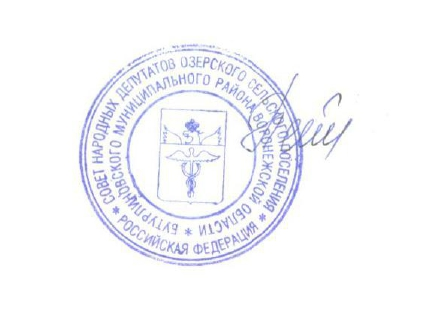 СОВЕТ НАРОДНЫХ ДЕПУТАТОВ ОЗЕРСКОГО СЕЛЬСКОГО ПОСЕЛЕНИЯ
БУТУРЛИНОВСКОГО МУНИЦИПАЛЬНОГО РАЙОНА ВОРОНЕЖСКОЙ ОБЛАСТИ
* РОССИЙСКАЯ ФЕДЕРАЦИЯ *